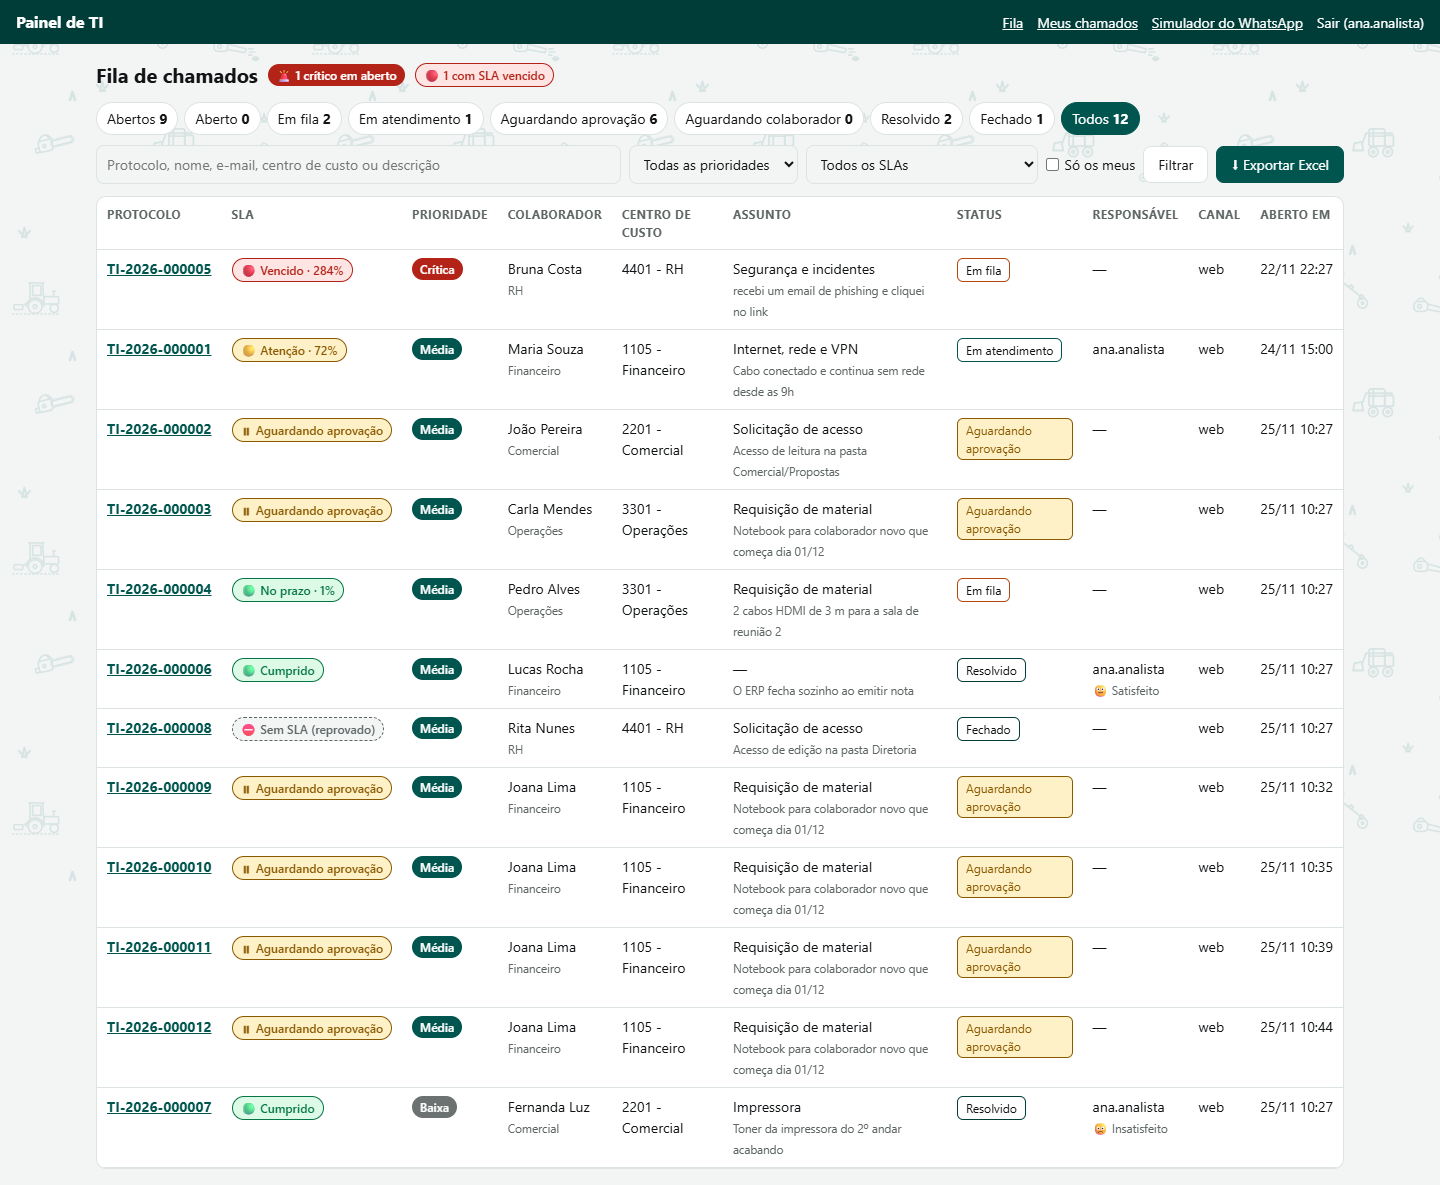 Painel de TI
Fila Meus chamados Simulador do WhatsApp Sair (ana.analista)
Fila de chamados 1 crítico em aberto 1 com SLA vencido
Abertos 9 Aberto 0 Em fila 2 Em atendimento 1 Aguardando aprovação 6 Aguardando colaborador 0 Resolvido 2 Fechado 1 Todos 12
Protocolo, nome, e-mail, centro de custo ou descrição Todas as prioridades Todos os SLAs Só os meus Filtrar ⬇ Exportar Excel
PROTOCOLO SLA PRIORIDADE COLABORADOR CENTRO DE CUSTO ASSUNTO STATUS RESPONSÁVEL CANAL ABERTO EM
TI-2026-000005 Vencido · 284% Crítica Bruna Costa 4401 - RH Segurança e incidentes Em fila — web 22/11 22:27
RH recebi um email de phishing e cliquei
no link
TI-2026-000001 Atenção · 72% Média Maria Souza 1105 - Internet, rede e VPN Em atendimento ana.analista web 24/11 15:00
Financeiro Financeiro Cabo conectado e continua sem rede
desde as 9h
TI-2026-000002 Aguardando aprovação Média João Pereira 2201 - Solicitação de acesso Aguardando aprovação — web 25/11 10:27
Comercial Comercial Acesso de leitura na pasta
Comercial/Propostas
TI-2026-000003 Aguardando aprovação Média Carla Mendes 3301 - Requisição de material Aguardando aprovação — web 25/11 10:27
Operações Operações Notebook para colaborador novo que
começa dia 01/12
TI-2026-000004 No prazo · 1% Média Pedro Alves 3301 - Requisição de material Em fila — web 25/11 10:27
Operações Operações 2 cabos HDMI de 3 m para a sala de
reunião 2
TI-2026-000006 Cumprido Média Lucas Rocha 1105 - — Resolvido ana.analista web 25/11 10:27
Financeiro Financeiro O ERP fecha sozinho ao emitir nota Satisfeito
TI-2026-000008 Sem SLA (reprovado) Média Rita Nunes 4401 - RH Solicitação de acesso Fechado — web 25/11 10:27
RH Acesso de edição na pasta Diretoria
TI-2026-000009 Aguardando aprovação Média Joana Lima 1105 - Requisição de material Aguardando aprovação — web 25/11 10:32
Financeiro Financeiro Notebook para colaborador novo que
começa dia 01/12
TI-2026-000010 Aguardando aprovação Média Joana Lima 1105 - Requisição de material Aguardando aprovação — web 25/11 10:35
Financeiro Financeiro Notebook para colaborador novo que
começa dia 01/12
TI-2026-000011 Aguardando aprovação Média Joana Lima 1105 - Requisição de material Aguardando aprovação — web 25/11 10:39
Financeiro Financeiro Notebook para colaborador novo que
começa dia 01/12
TI-2026-000012 Aguardando aprovação Média Joana Lima 1105 - Requisição de material Aguardando aprovação — web 25/11 10:44
Financeiro Financeiro Notebook para colaborador novo que
começa dia 01/12
TI-2026-000007 Cumprido Baixa Fernanda Luz 2201 - Impressora Resolvido ana.analista web 25/11 10:27
Comercial Comercial Toner da impressora do 2º andar Insatisfeito
acabando